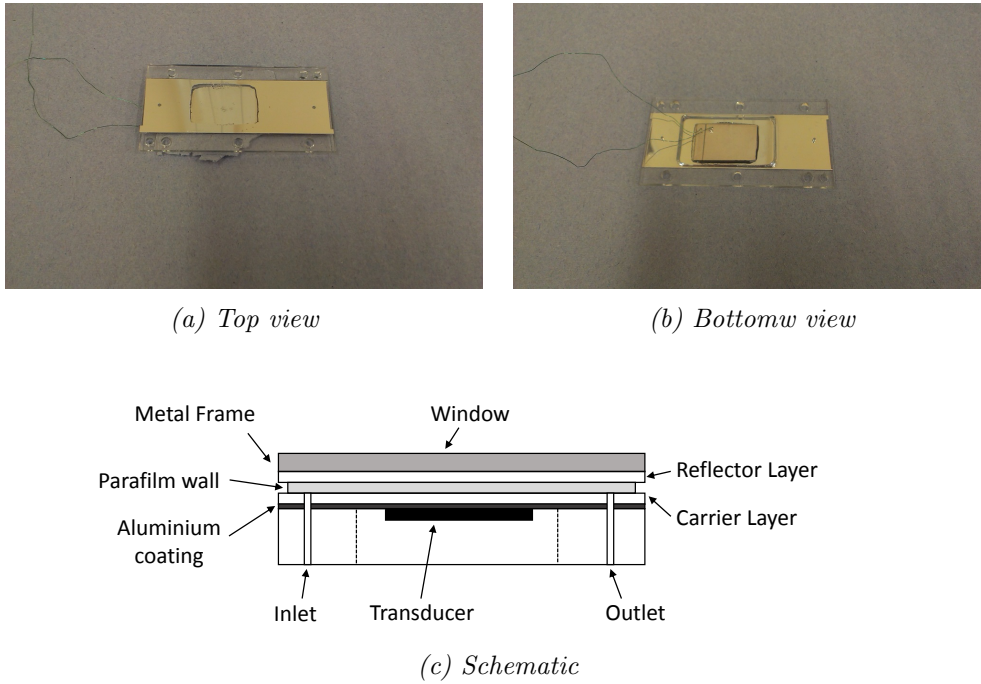 (a) Top view
(b) Bottomw view
Metal Frame
Window
Parafilm wall
Reflector Layer
Aluminium
coating
Carrier Layer
Inlet
Transducer
Outlet
(c) Schematic